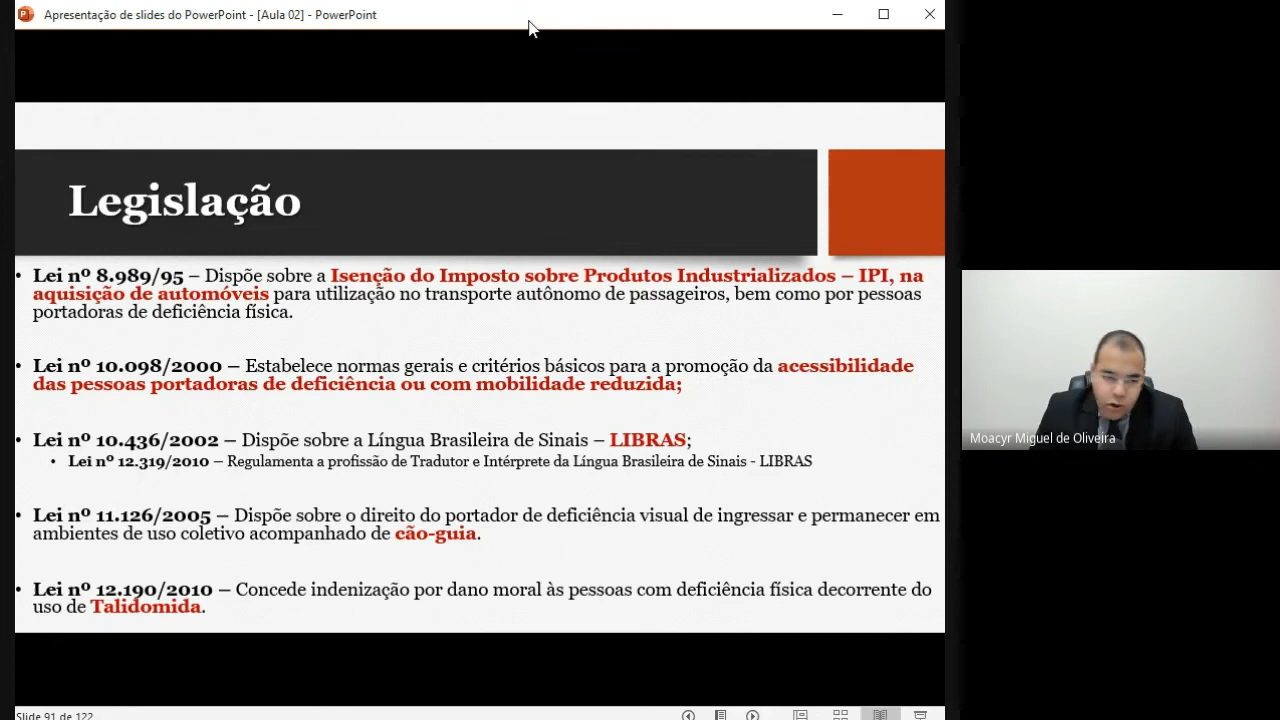 Apresentação de slides do PowerPoint - [Aula 02] - PowerPoint
Legislação
• Lei nº 8.989/95 – Dispõe sobre a Isenção do Imposto sobre Produtos Industrializados – IPI, na
aquisição de automóveis para utilização no transporte autônomo de passageiros, bem como por pessoas
portadoras de deficiência física.
• Lei nº 10.098/2000 – Estabelece normas gerais e critérios básicos para a promoção da acessibilidade
das pessoas portadoras de deficiência ou com mobilidade reduzida;
• Lei nº 10.436/2002 – Dispõe sobre a Língua Brasileira de Sinais – LIBRAS;
• Lei nº 12.319/2010 – Regulamenta a profissão de Tradutor e Intérprete da Língua Brasileira de Sinais - LIBRAS
• Lei nº 11.126/2005 – Dispõe sobre o direito do portador de deficiência visual de ingressar e permanecer em
ambientes de uso coletivo acompanhado de cão-guia.
• Lei nº 12.190/2010 – Concede indenização por dano moral às pessoas com deficiência física decorrente do
uso de Talidomida.
Moacyr Miguel de Oliveira
Slide 91 de 122